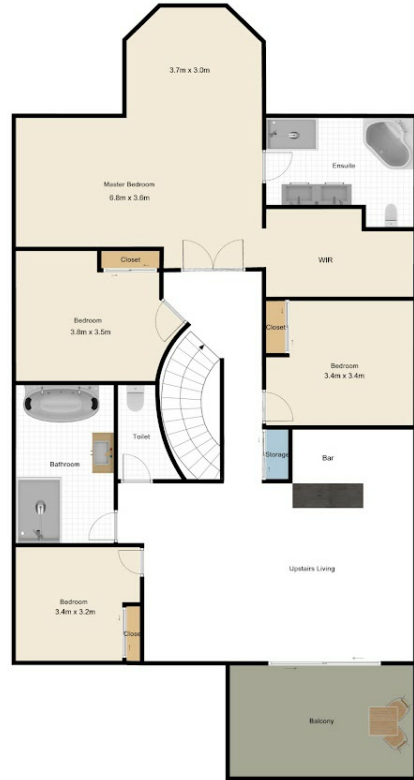 3.7m x 3.0m
Ensuite
Master Bedroom
6.8m x 3.6m
Closet
WIR
Bedroom
3.8m x 3.5m
Closet
Bedroom
3.4m x 3.4m
Toilet
Bathroom
Storage
Bar
Upstairs Living
Bedroom
3.4m x 3.2m
Close
Balcony